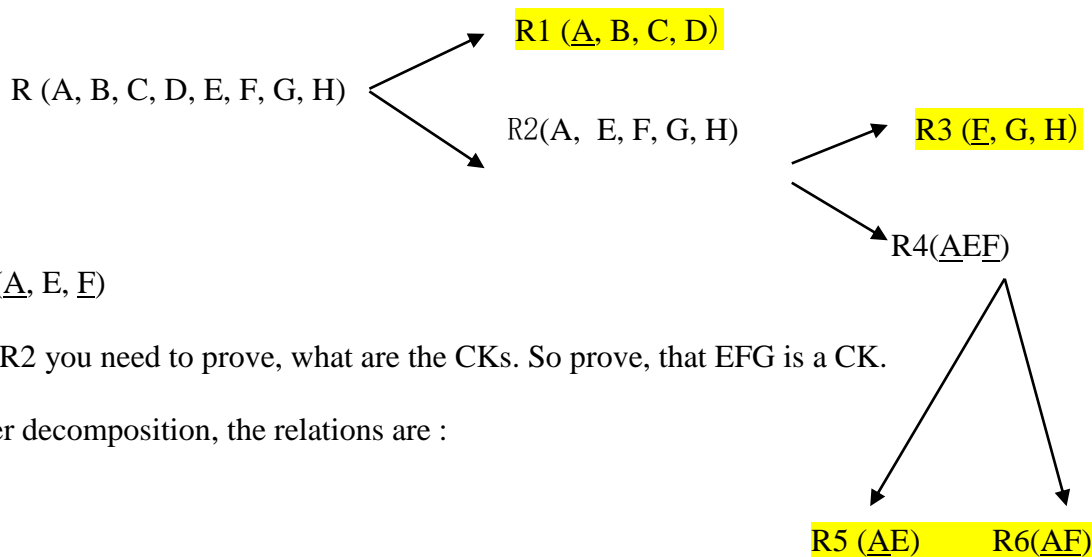 R1 (A, B, C, D)
R (A, B, C, D, E, F, G, H)
R2(A, E, F, G, H)
R3 (F, G, H)
R4(AEF)
(A, E, F)
R2 you need to prove, what are the CKs. So prove, that EFG is a CK.
decomposition, the relations are :
R5 (AE) R6(AF)